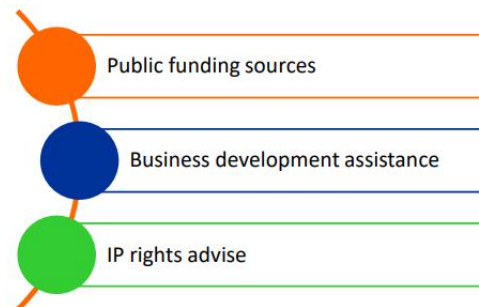 Public funding sources
Business development assistance
IP rights advise